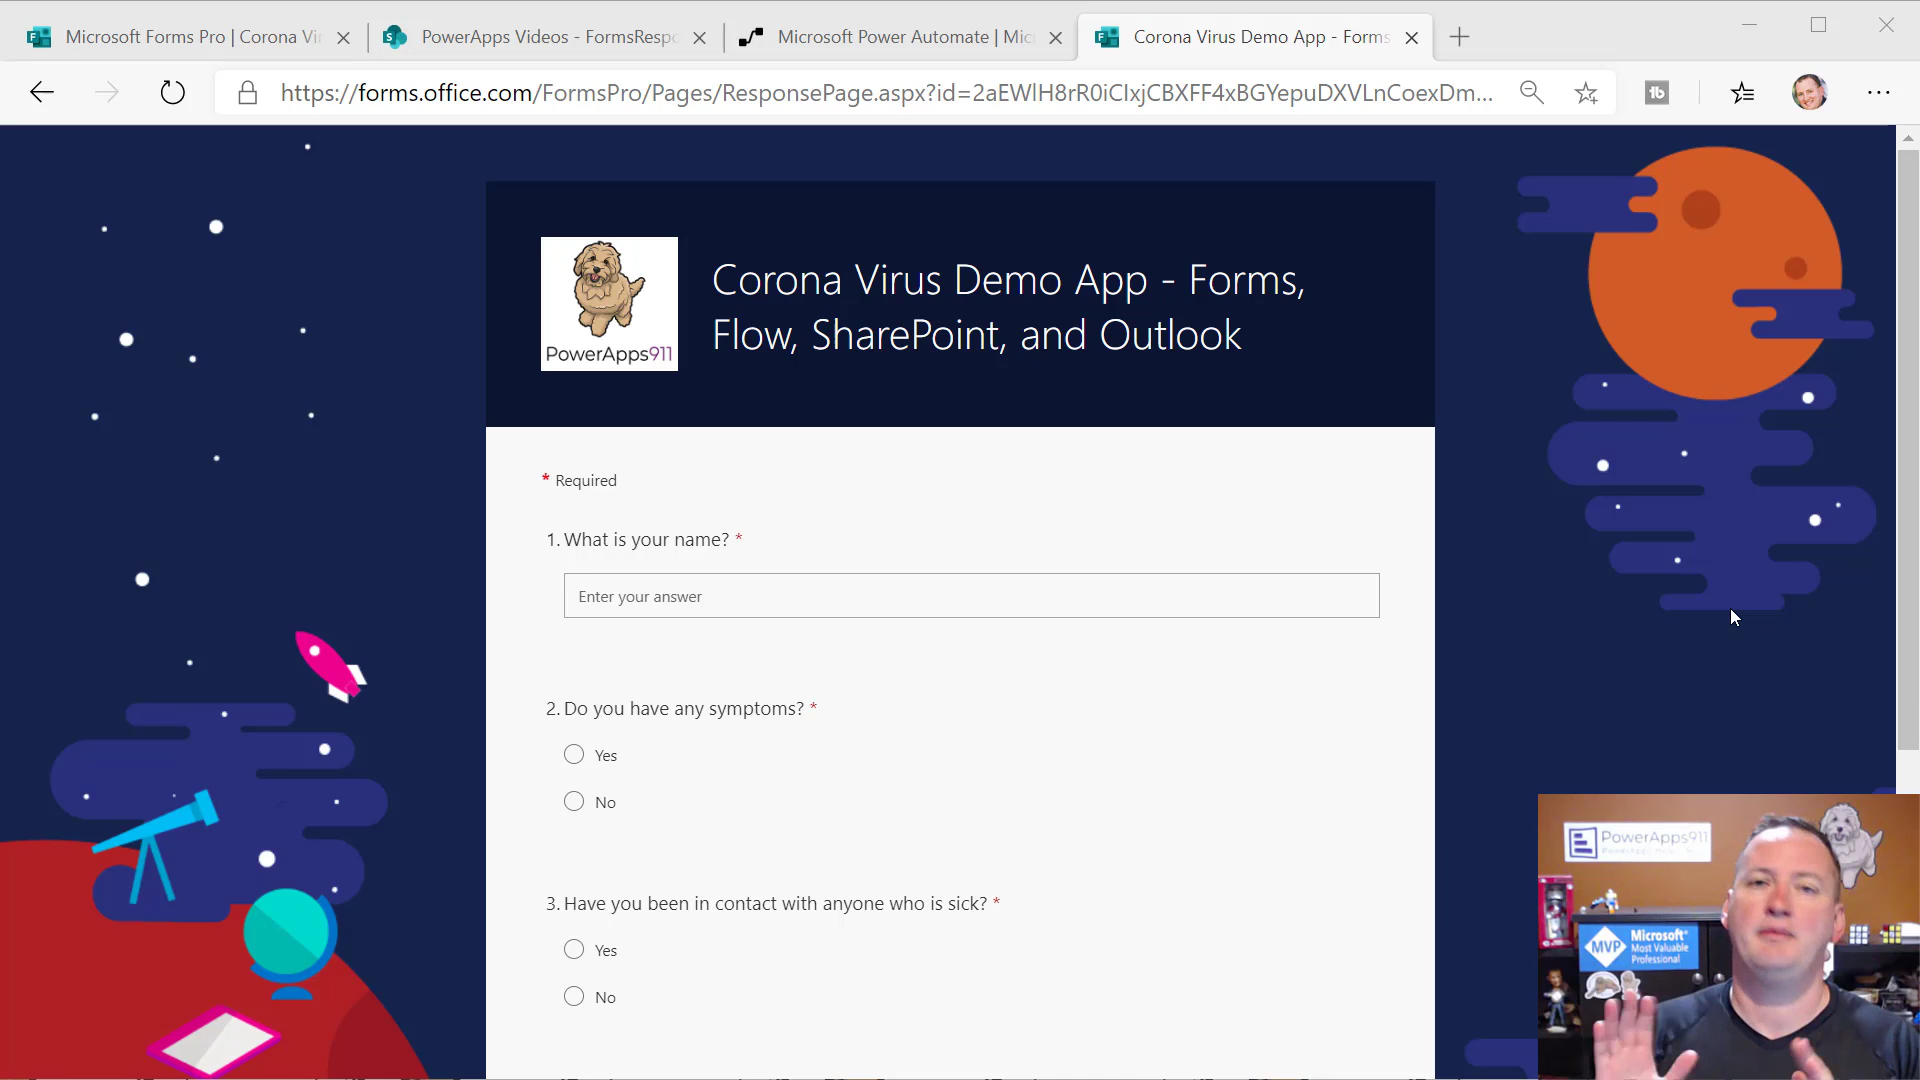 Microsoft Forms Pro | Corona Vi
PowerApps Videos - FormsRespo
Microsoft Power Automate | Mic
Corona Virus Demo App - Forms
https://forms.office.com/FormsPro/Pages/ResponsePage.aspx?id=2aEWlH8rR0iCIxjCBXFF4xBGYepuDXVLnCoexDm...
PowerApps911
Corona Virus Demo App - Forms,
Flow, SharePoint, and Outlook
* Required
1. What is your name? *
Enter your answer
2. Do you have any symptoms? *
Yes
No
3. Have you been in contact with anyone who is sick? *
Yes
No
PowerApps911
MVP
Microsoft®
Most Valuable
Professional